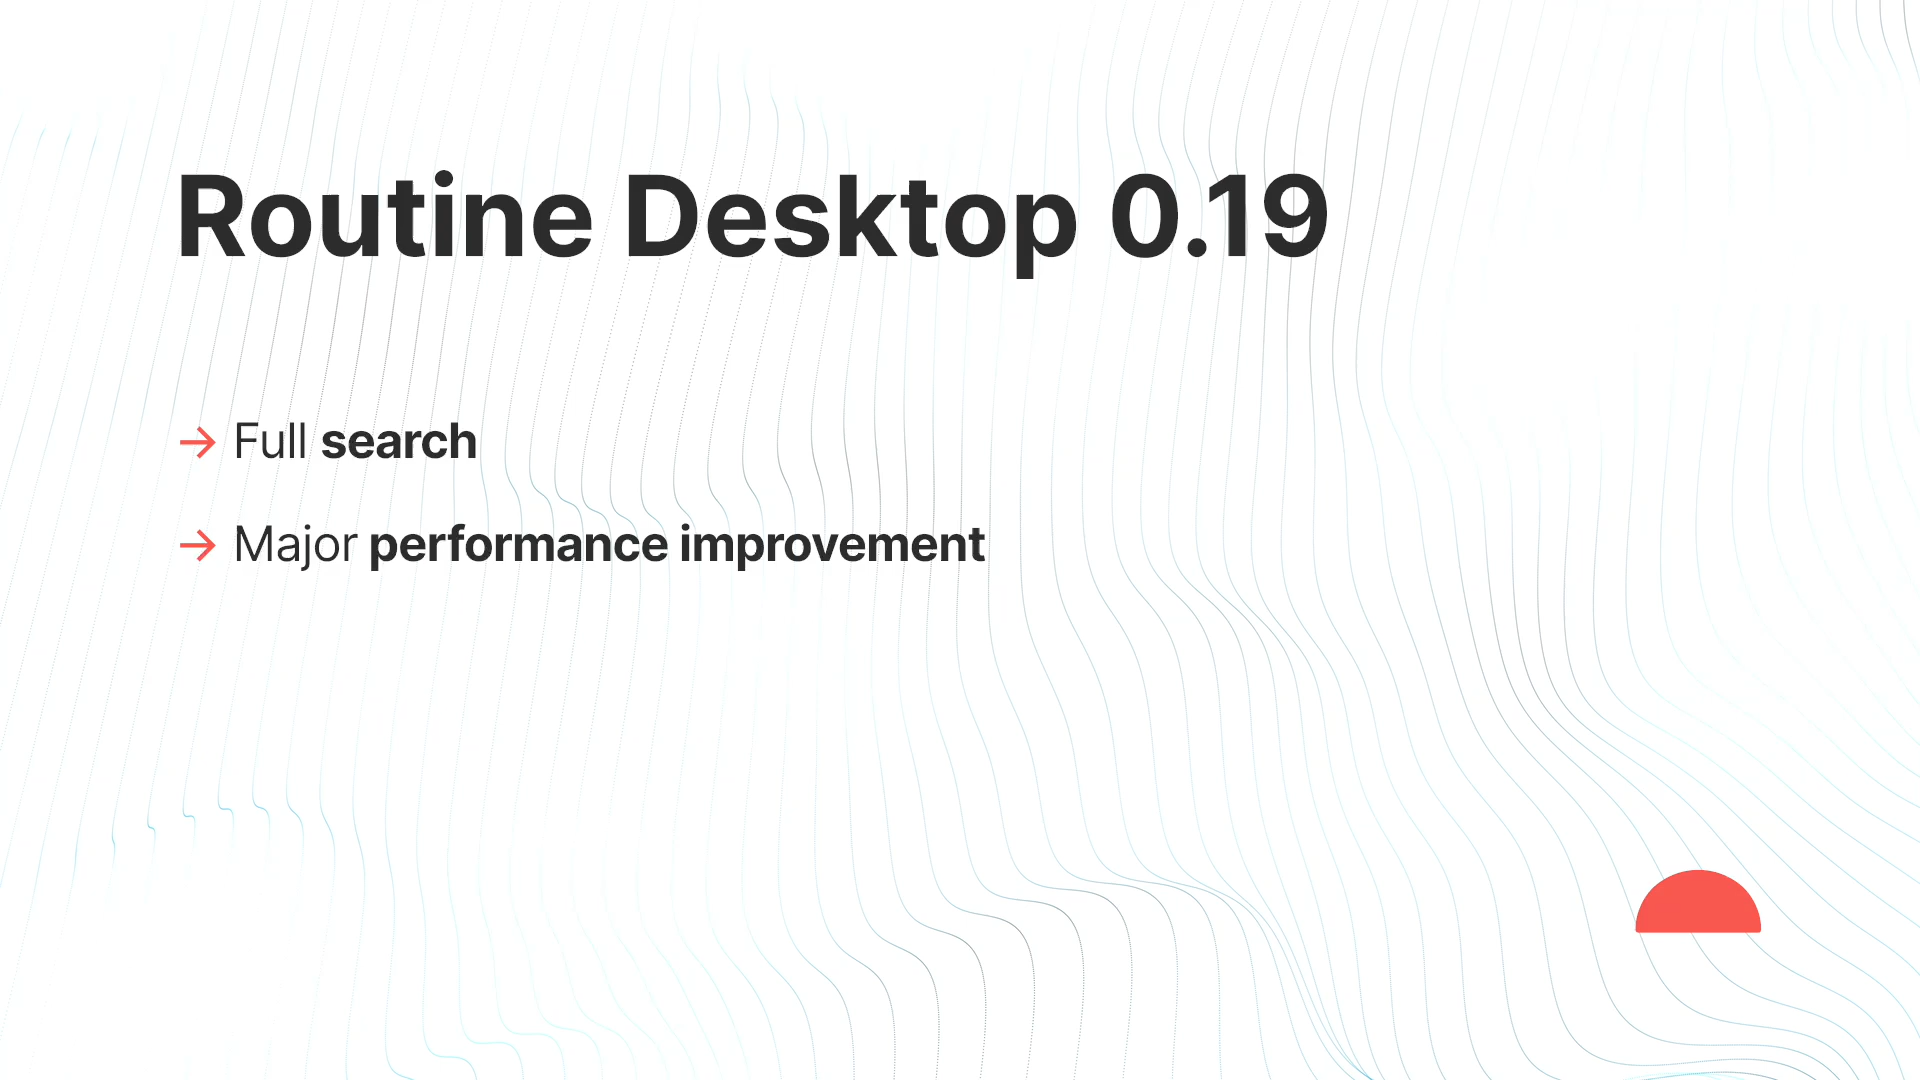 Routine Desktop 0.19
→ Full search
→ Major performance improvement